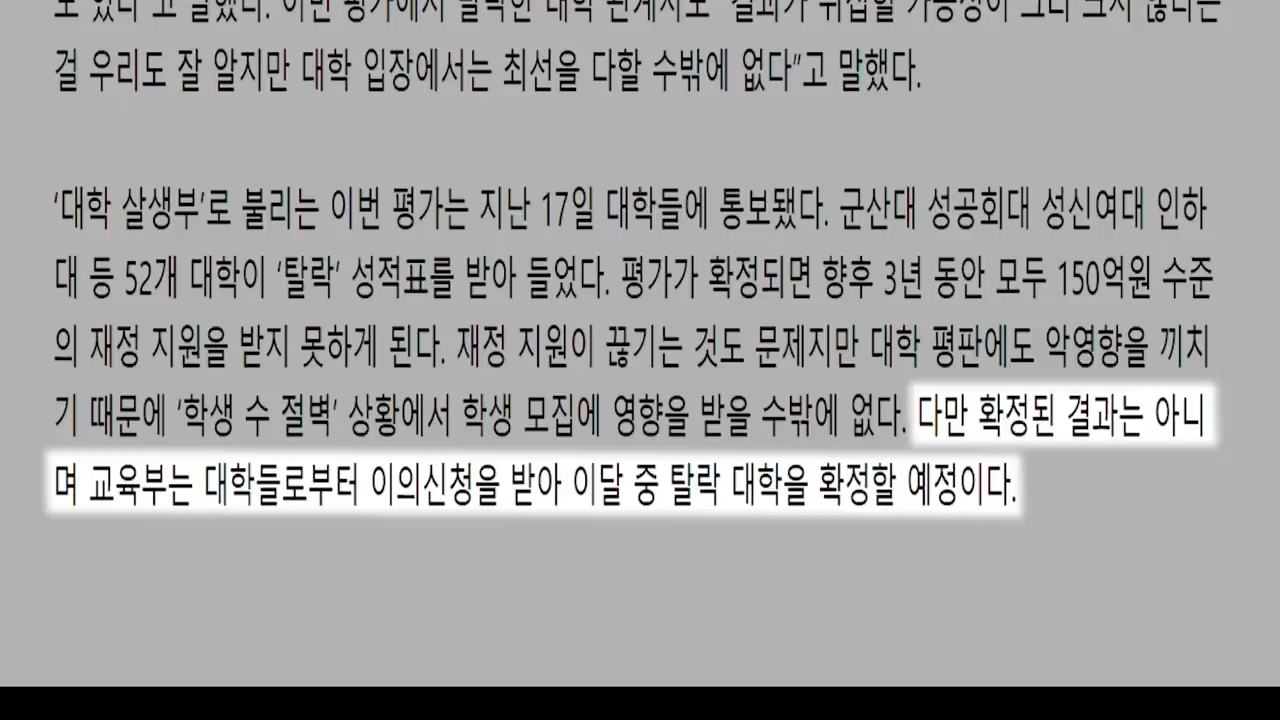 걸 우리도 잘 알지만 대학 입장에서는 최선을 다할 수밖에 없다”고 말했다.
‘대학 살생부’로 불리는 이번 평가는 지난 17일 대학들에 통보됐다. 군산대 성공회대 성신여대 인하
대 등 52개 대학이 ‘탈락’ 성적표를 받아 들었다. 평가가 확정되면 향후 3년 동안 모두 150억원 수준
의 재정 지원을 받지 못하게 된다. 재정 지원이 끊기는 것도 문제지만 대학 평판에도 악영향을 끼치
기 때문에 ‘학생 수 절벽’ 상황에서 학생 모집에 영향을 받을 수밖에 없다. 다만 확정된 결과는 아니
며 교육부는 대학들로부터 이의신청을 받아 이달 중 탈락 대학을 확정할 예정이다.